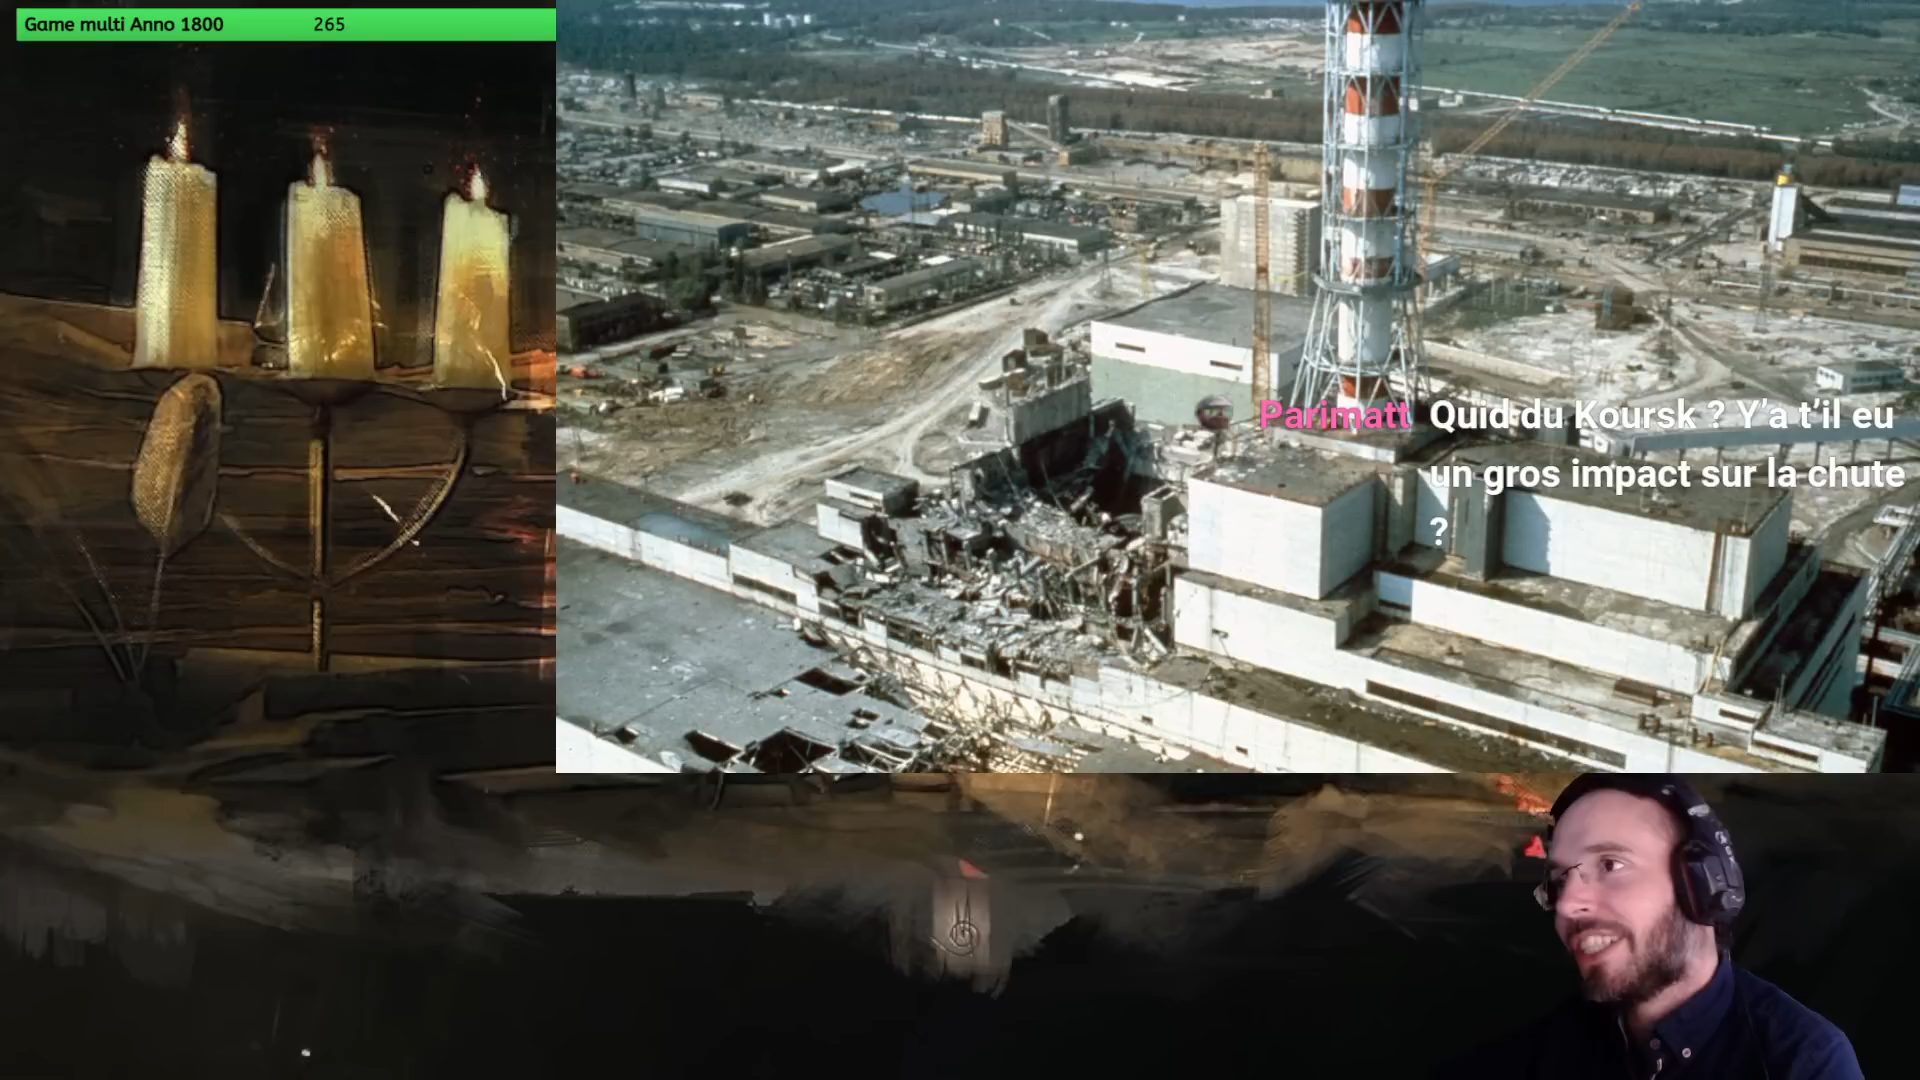 Game multi Anno 1800 265
Parimatt Quid du Koursk ? Y’a t’il eu
un gros impact sur la chute
?